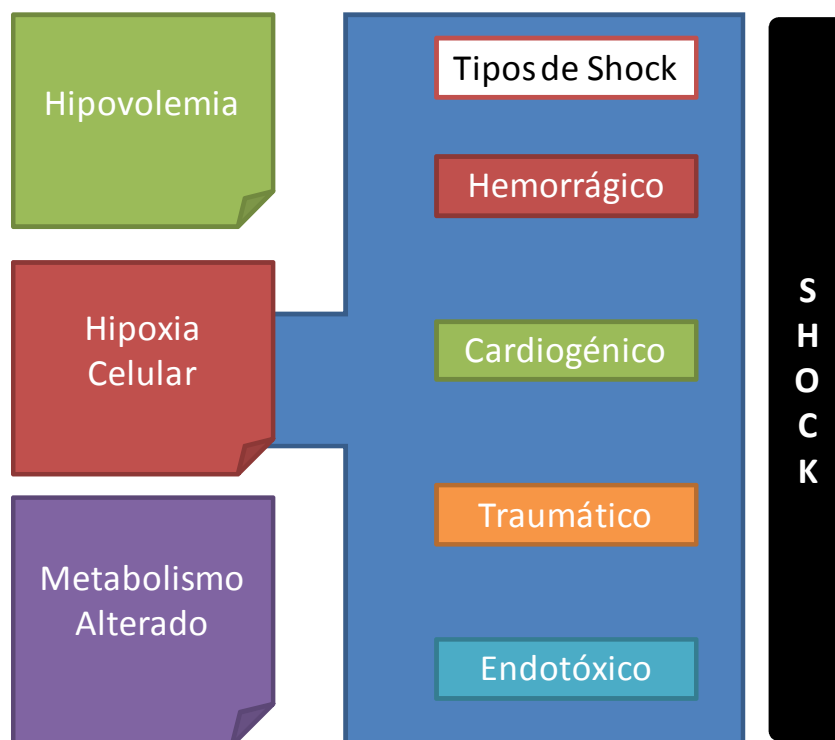 Hipovolemia
Hipoxia
Celular
Metabolismo
Alterado
Tipos de Shock
Hemorrágico
Cardiogénico
Traumático
Endotóxico
S
H
O
C
K